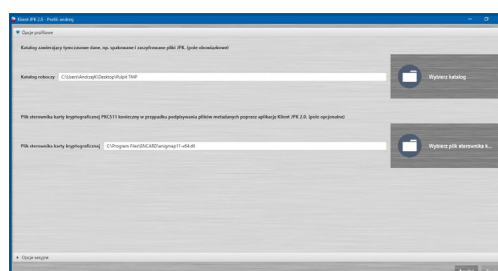 Klient JPK 2.0 - Profil: andrzej
Opcje profilowe
Katalog zawierający tymczasowe dane, np. spakowane i zaszyfrowane pliki JPK. (pole obowiązkowe)
Katalog roboczy C:\Users\AndrzejK\Desktop\Pulpit TMP
Wybierz katalog
Plik sterownika karty kryptograficznej PKCS11 konieczny w przypadku podpisywania plików metadanych poprzez aplikację Klient JPK 2.0. (pole opcjonalne)
Plik sterownika karty kryptograficznej C:\Program Files\ENCARD\enigmap11-x64.dll
Wybierz plik sterownika k...
Opcje sesyjne